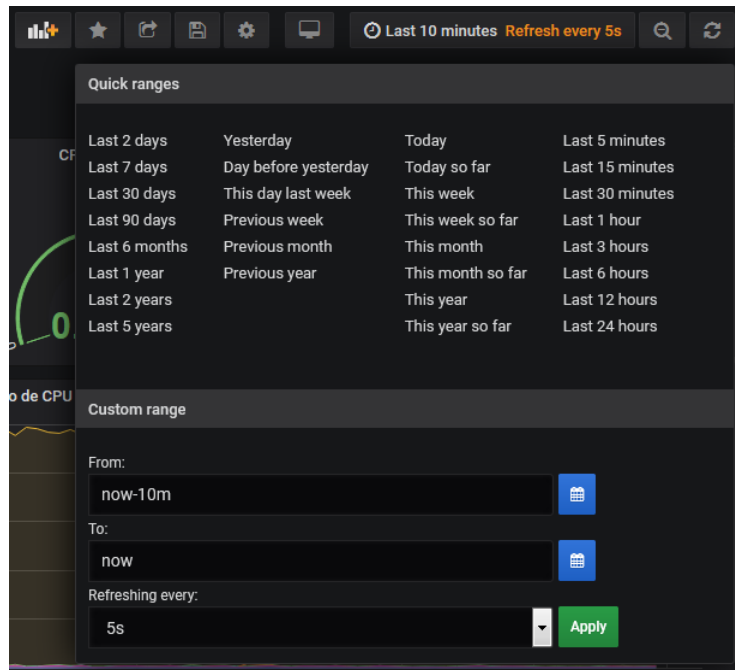 Last 10 minutes Refresh every 5s
Quick ranges
Last 2 days Yesterday Today Last 5 minutes
Last 7 days Day before yesterday Today so far Last 15 minutes
Last 30 days This day last week This week Last 30 minutes
Last 90 days Previous week This week so far Last 1 hour
Last 6 months Previous month This month Last 3 hours
Last 1 year Previous year This month so far Last 6 hours
Last 2 years This year Last 12 hours
Last 5 years This year so far Last 24 hours
0
o de CPU
Custom range
From:
now-10m
To:
now
Refreshing every:
5s Apply